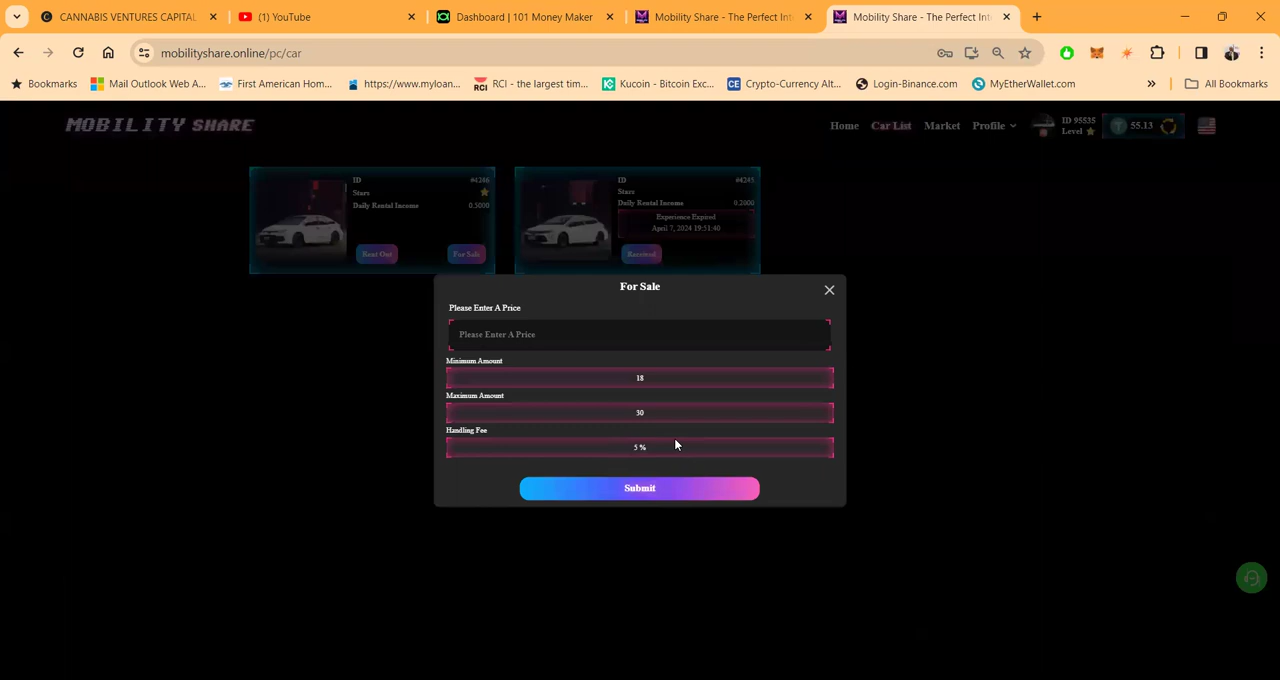 CANNABIS VENTURES CAPITAL
(1) YouTube
Dashboard | 101 Money Maker
Mobility Share - The Perfect Int
Mobility Share - The Perfect Int
mobilityshare.online/pc/car
Bookmarks
Mail Outlook Web A...
First American Hom...
https://www.myloan...
RCI - the largest tim...
Kucoin - Bitcoin Exc...
Crypto-Currency Alt...
Login-Binance.com
MyEtherWallet.com
All Bookmarks
MOBILITY SHARE
Home
Car List
Market
Profile
ID 95535
Level
55.13
ID #4246
Stars
Daily Rental Income 0.5000
Rent Out
For Sale
ID #4245
Stars
Daily Rental Income 0.2000
Experience Expired
April 7, 2024 19:51:40
Received
For Sale
Please Enter A Price
Please Enter A Price
Minimum Amount
18
Maximum Amount
30
Handling Fee
5 %
Submit